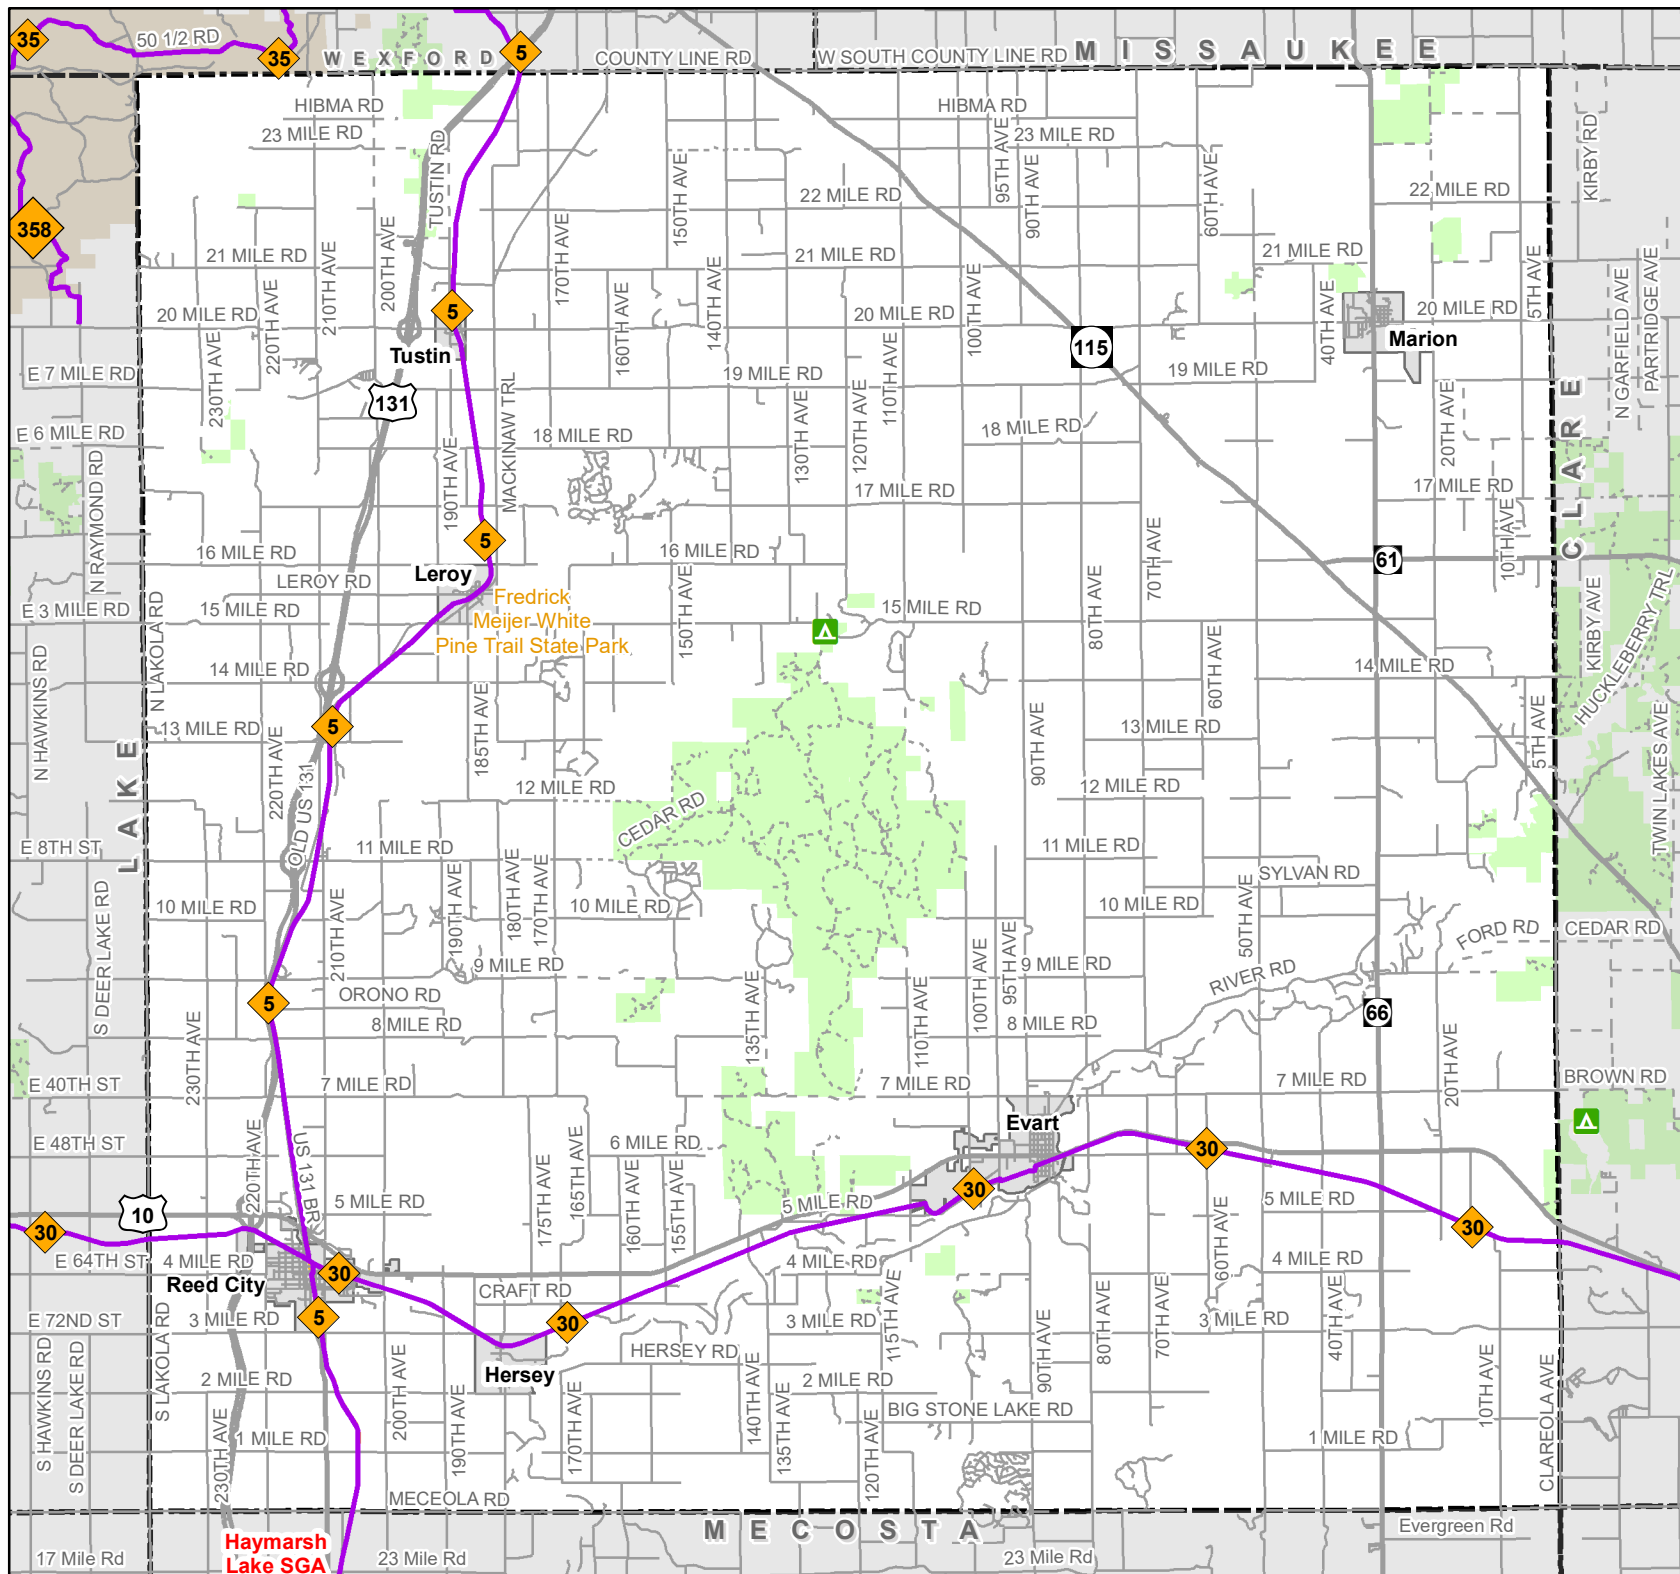 35
50 1/2 RD
35
WEXFORD
5
COUNTY LINE RD
W SOUTH COUNTY LINE RD
MISSAUKEE
HIBMA RD
HIBMA RD
23 MILE RD
TUSTIN RD
95TH AVE
23 MILE RD
KIRBY RD
150TH AVE
22 MILE RD
90TH AVE
60TH AVE
22 MILE RD
358
21 MILE RD
210TH AVE
200TH AVE
170TH AVE
21 MILE RD
21 MILE RD
5TH AVE
20 MILE RD
220TH AVE
5
160TH AVE
140TH AVE
20 MILE RD
100TH AVE
40TH AVE
20 MILE RD
N GARFIELD AVE
PARTRIDGE AVE
Tustin
115
Marion
E 7 MILE RD
230TH AVE
131
MACKINAW TRL
19 MILE RD
110TH AVE
19 MILE RD
CLARE
E 6 MILE RD
18 MILE RD
130TH AVE
120TH AVE
18 MILE RD
20TH AVE
N RAYMOND RD
190TH AVE
17 MILE RD
17 MILE RD
16 MILE RD
5
16 MILE RD
70TH AVE
61
10TH AVE
Leroy
LEROY RD
80TH AVE
E 3 MILE RD
N LAKOLA RD
15 MILE RD
Fredrick
Meijer White
Pine Trail State Park
150TH AVE
15 MILE RD
KIRBY AVE
HUCKLEBERRY TRL
N HAWKINS RD
14 MILE RD
60TH AVE
14 MILE RD
13 MILE RD
5
185TH AVE
90TH AVE
13 MILE RD
5TH AVE
TWIN LAKES AVE
LAKE
220TH AVE
OLD US 131
12 MILE RD
12 MILE RD
CEDAR RD
E 8TH ST
11 MILE RD
11 MILE RD
SYLVAN RD
S DEER LAKE RD
10 MILE RD
210TH AVE
190TH AVE
180TH AVE
170TH AVE
10 MILE RD
10 MILE RD
50TH AVE
FORD RD
CEDAR RD
9 MILE RD
100TH AVE
95TH AVE
9 MILE RD
RIVER RD
5
ORONO RD
8 MILE RD
135TH AVE
110TH AVE
8 MILE RD
66
230TH AVE
20TH AVE
E 40TH ST
7 MILE RD
7 MILE RD
7 MILE RD
BROWN RD
Evart
E 48TH ST
220TH AVE
US 131 BR
6 MILE RD
30
175TH AVE
165TH AVE
160TH AVE
155TH AVE
30
10
5 MILE RD
5 MILE RD
5 MILE RD
30
60TH AVE
30
E 64TH ST
4 MILE RD
4 MILE RD
4 MILE RD
Reed City
30
CRAFT RD
115TH AVE
E 72ND ST
S LAKOLA RD
3 MILE RD
5
30
3 MILE RD
3 MILE RD
80TH AVE
70TH AVE
40TH AVE
HERSEY RD
S HAWKINS RD
S DEER LAKE RD
Hersey
90TH AVE
2 MILE RD
200TH AVE
2 MILE RD
10TH AVE
CLAREOLA AVE
230TH AVE
1 MILE RD
190TH AVE
170TH AVE
140TH AVE
135TH AVE
120TH AVE
BIG STONE LAKE RD
1 MILE RD
MECEOLA RD
MECOSTA
Evergreen Rd
Haymarsh
Lake SGA
17 Mile Rd
23 Mile Rd
23 Mile Rd